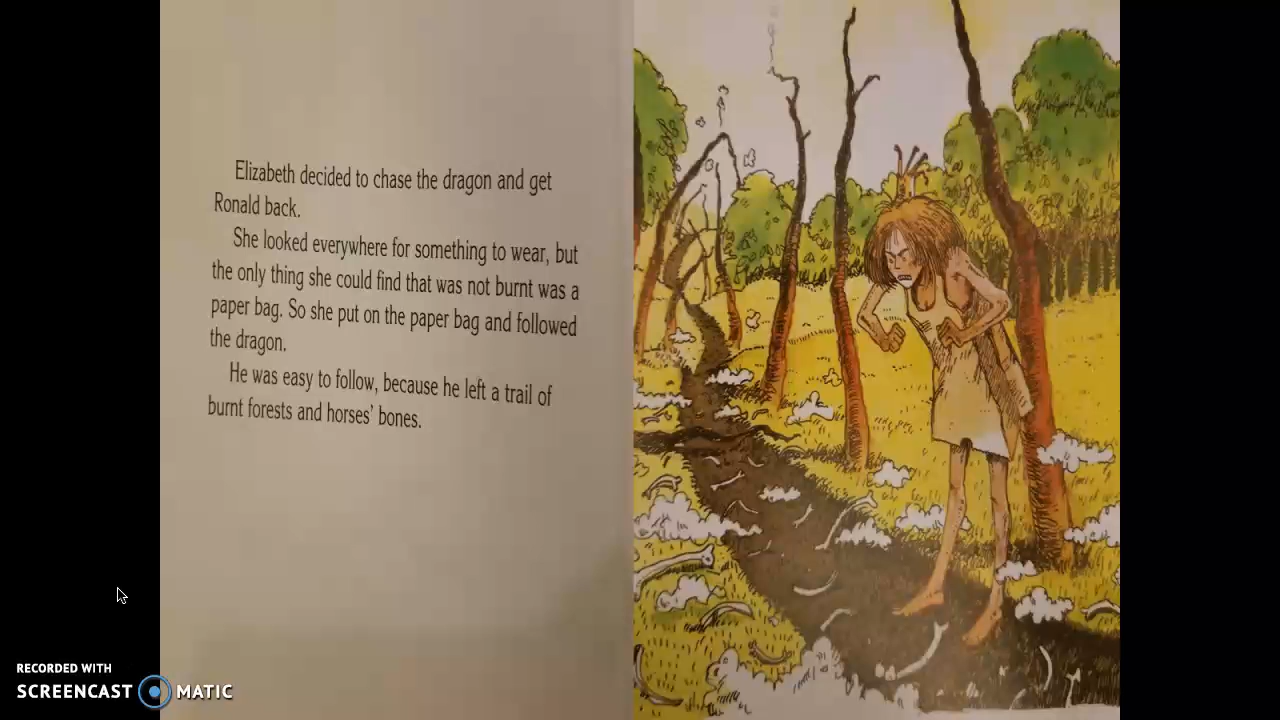 Elizabeth decided to chase the dragon and get
Ronald back.
She looked everywhere for something to wear, but
the only thing she could find that was not burnt was a
paper bag. So she put on the paper bag and followed
the dragon.
He was easy to follow, because he left a trail of
burnt forests and horses' bones.
RECORDED WITH
SCREENCAST MATIC